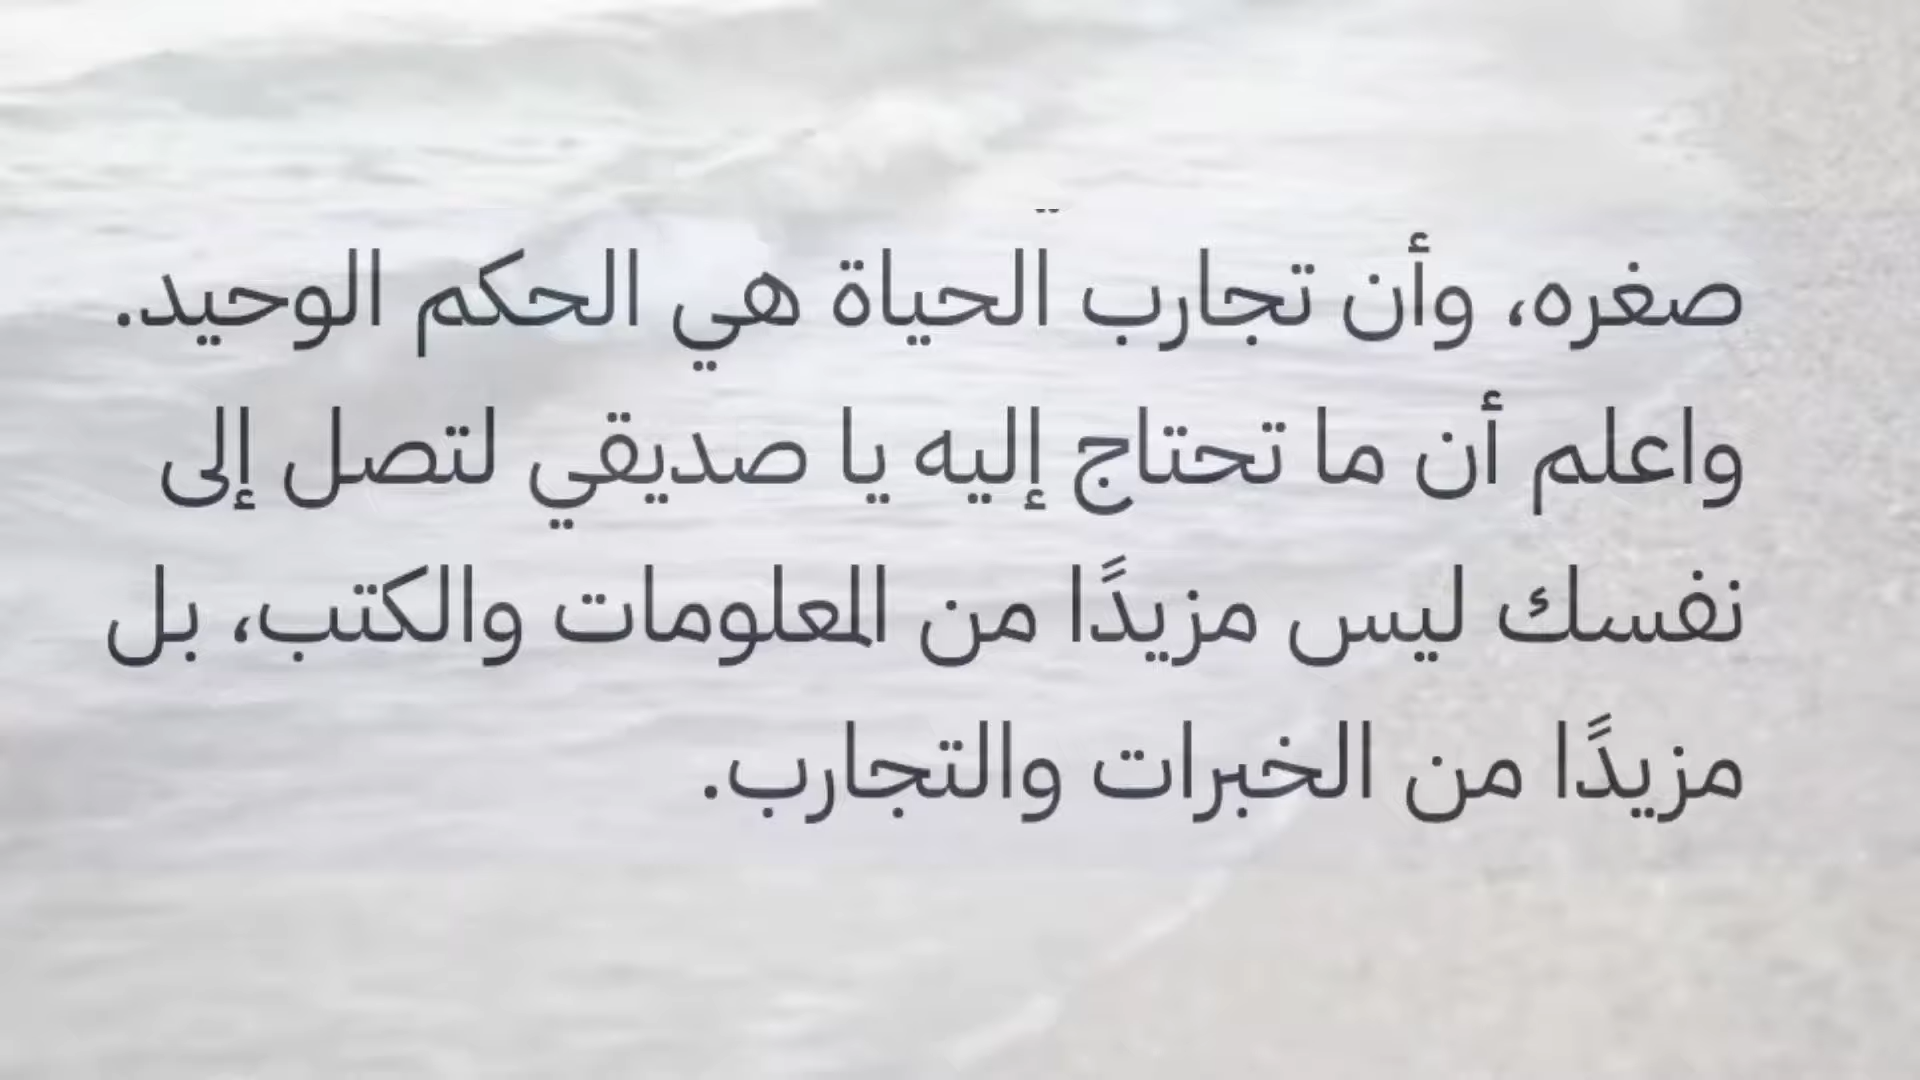 صغره، وأن تجارب الحياة هي الحكم الوحيد.
واعلم أن ما تحتاج إليه يا صديقي لتصل إلى
نفسك ليس مزيدًا من المعلومات والكتب، بل
مزيدًا من الخبرات والتجارب.